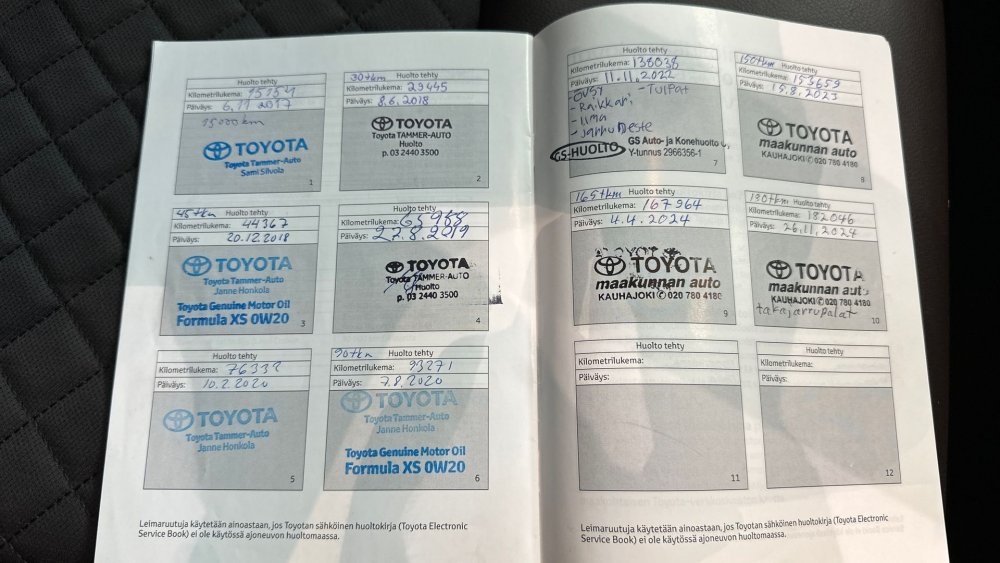 Huolto tehty
Kilometrilukema: 15154
Päiväys: 6.11 2017
15000 km
TOYOTA
Toyota Tammer-Auto
Sami Silvola
1
30tkm Huolto tehty
Kilometrilukema: 29445
Päiväys: 8.6.2018
TOYOTA
Toyota TAMMER-AUTO
Huolto
p. 03 2440 3500
2
45tkm Huolto tehty
Kilometrilukema: 44367
Päiväys: 20.12.2018
TOYOTA
Toyota Tammer-Auto
Janne Honkola
Toyota Genuine Motor Oil
Formula XS 0W20
3
Huolto tehty
Kilometrilukema:
Päiväys: 27.8.2019
TOYOTA
Toyota TAMMER-AUTO
Huolto
p. 03 2440 3500
4
Huolto tehty
Kilometrilukema: 76332
Päiväys: 10.2.2020
TOYOTA
Toyota Tammer-Auto
Janne Honkola
5
90tkm Huolto tehty
Kilometrilukema: 93271
Päiväys: 7.8.2020
TOYOTA
Toyota Tammer-Auto
Janne Honkola
Toyota Genuine Motor Oil
Formula XS 0W20
6
Leimaruutuja käytetään ainoastaan, jos Toyotan sähköinen huoltokirja (Toyota Electronic
Service Book) ei ole käytössä ajoneuvon huoltomaassa.
Huolto tehty
Kilometrilukema: 138038
Päiväys: 11.11.2022
- Öljyt - Tulpat
- Raikkari
- ilma
- jarruneste
GS-HUOLTO GS Auto- ja Konehuolto
Y-tunnus 2966356-1
7
150tkm Huolto tehty
Kilometrilukema: 153659
Päiväys: 15.8.2023
TOYOTA
maakunnan auto
KAUHAJOKI 020 780 4180
8
165tkm Huolto tehty
Kilometrilukema: 167964
Päiväys: 4.4.2024
TOYOTA
maakunnan auto
KAUHAJOKI 020 780 4180
9
180tkm Huolto tehty
Kilometrilukema: 182046
Päiväys: 26.11.2024
TOYOTA
maakunnan auto
KAUHAJOKI 020 780 4180
takajarrupalat
10
Huolto tehty
Kilometrilukema:
Päiväys:
11
Huolto tehty
Kilometrilukema:
Päiväys:
12
Leimaruutuja käytetään ainoastaan, jos Toyotan sähköinen huoltokirja (Toyota Electronic
Service Book) ei ole käytössä ajoneuvon huoltomaassa.